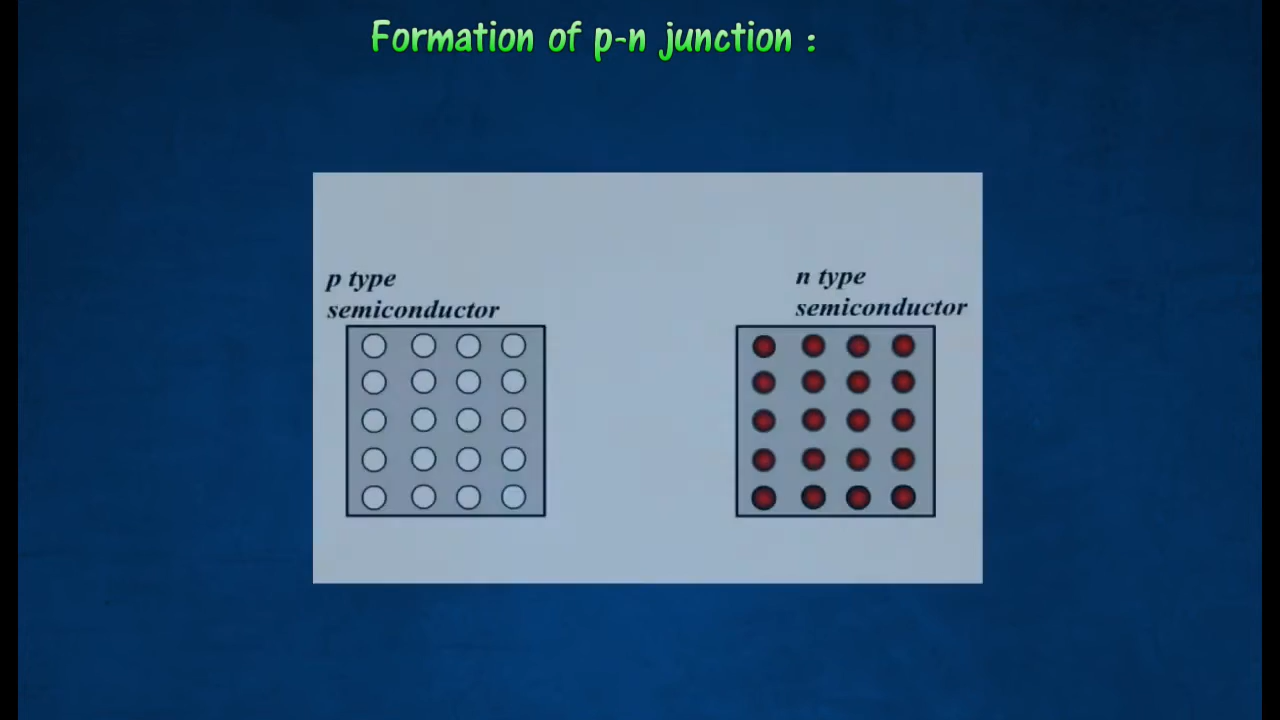 Formation of p-n junction :
p type
semiconductor
n type
semiconductor